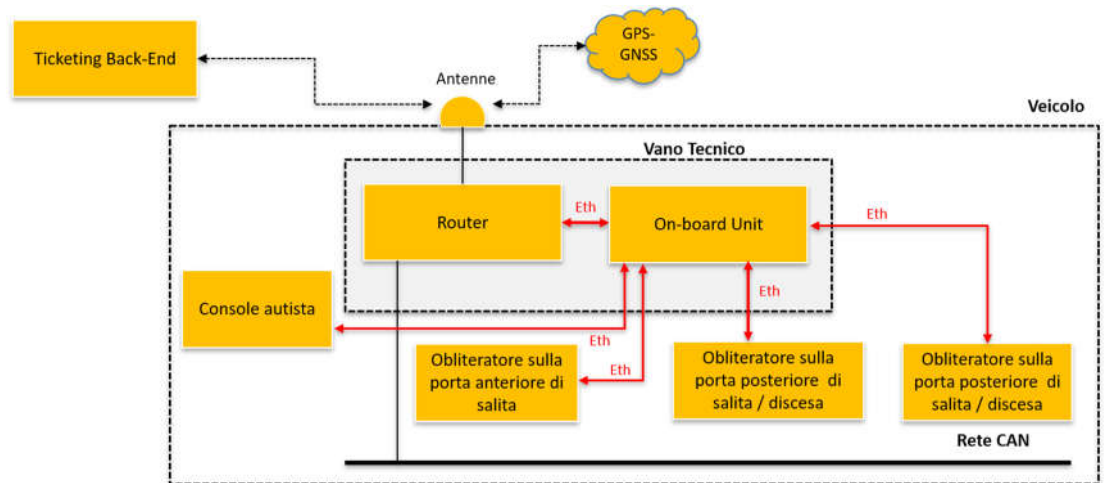 GPS-
GNSS
Ticketing Back-End
Antenne
Veicolo
Vano Tecnico
Router
Eth
On-board Unit
Eth
Eth
Console autista
Eth
Eth
Obliteratore sulla
porta anteriore di
salita
Obliteratore sulla
porta posteriore di
salita / discesa
Obliteratore sulla
porta posteriore di
salita / discesa
Rete CAN